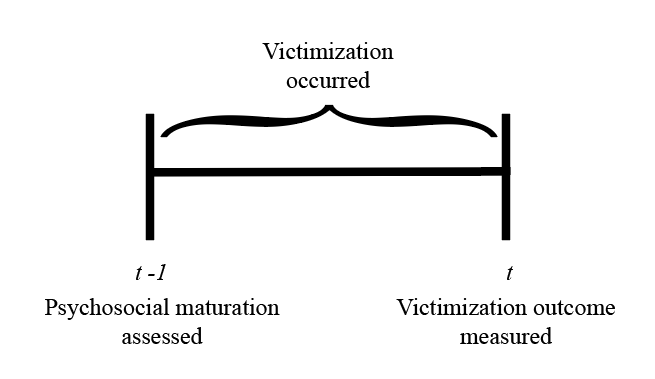 Victimization
occurred
t -1
t
Psychosocial maturation
assessed
Victimization outcome
measured